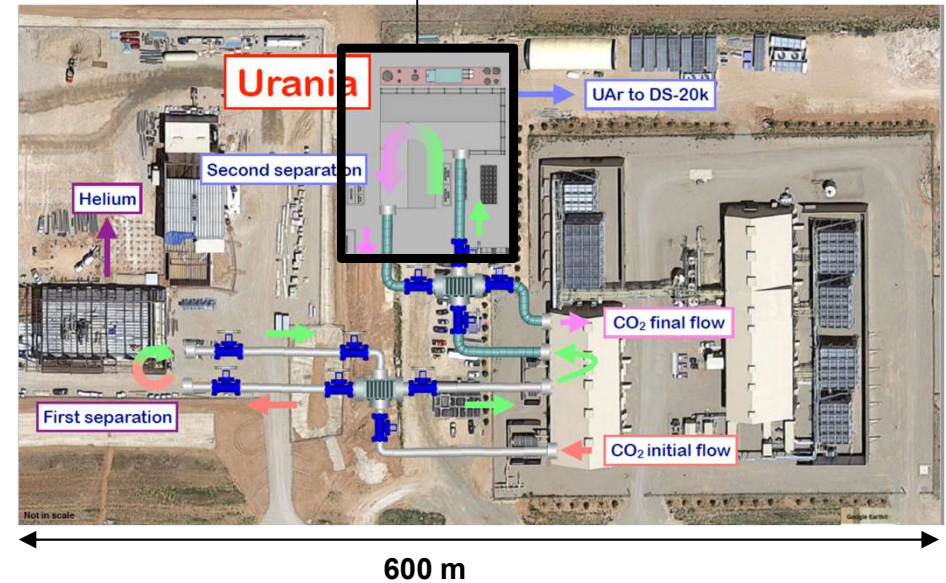 Urania
UAr to DS-20k
Second separation
Helium
CO₂ final flow
First separation
CO₂ initial flow
Not in scale
Google Earth
600 m